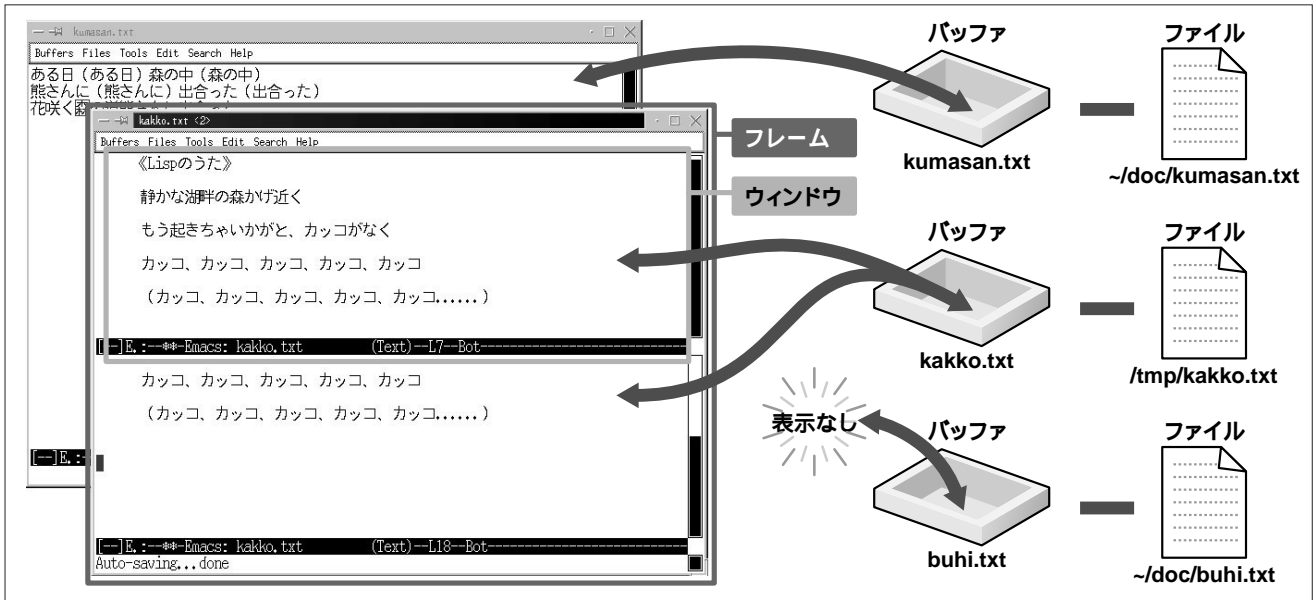 kumasan.txt
Buffers Files Tools Edit Search Help
ある日（ある日）森の中（森の中）
熊さんに（熊さんに）出合った（出合った）
花咲く
[--]E.:-
kakko.txt <2>
Buffers Files Tools Edit Search Help
《Lispのうた》
静かな湖畔の森かげ近く
もう起きちゃいかがと、カッコがなく
カッコ、カッコ、カッコ、カッコ、カッコ
（カッコ、カッコ、カッコ、カッコ、カッコ......）
[--]E.:--**-Emacs: kakko.txt (Text)--L7--Bot--------------------------
カッコ、カッコ、カッコ、カッコ、カッコ
（カッコ、カッコ、カッコ、カッコ、カッコ......）
[--]E.:--**-Emacs: kakko.txt (Text)--L18--Bot-------------------------
Auto-saving...done
フレーム
ウィンドウ
バッファ
ファイル
kumasan.txt
~/doc/kumasan.txt
バッファ
ファイル
kakko.txt
/tmp/kakko.txt
表示なし
バッファ
ファイル
buhi.txt
~/doc/buhi.txt